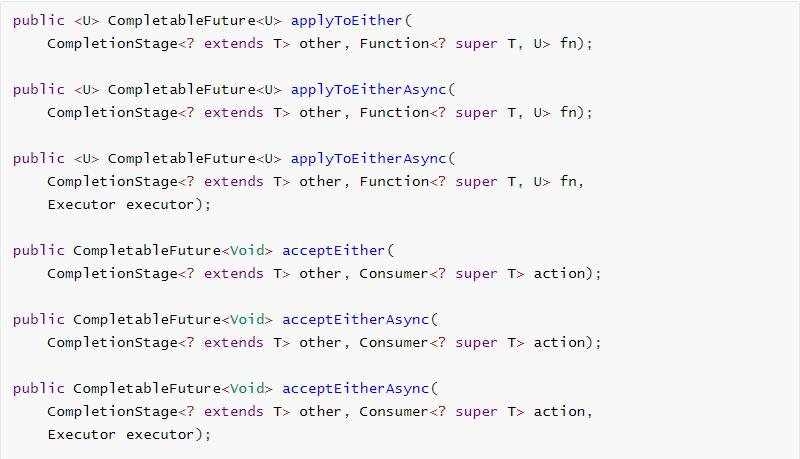 public <U> CompletableFuture<U> applyToEither(
    CompletionStage<? extends T> other, Function<? super T, U> fn);

public <U> CompletableFuture<U> applyToEitherAsync(
    CompletionStage<? extends T> other, Function<? super T, U> fn);

public <U> CompletableFuture<U> applyToEitherAsync(
    CompletionStage<? extends T> other, Function<? super T, U> fn,
    Executor executor);

public CompletableFuture<Void> acceptEither(
    CompletionStage<? extends T> other, Consumer<? super T> action);

public CompletableFuture<Void> acceptEitherAsync(
    CompletionStage<? extends T> other, Consumer<? super T> action);

public CompletableFuture<Void> acceptEitherAsync(
    CompletionStage<? extends T> other, Consumer<? super T> action,
    Executor executor);